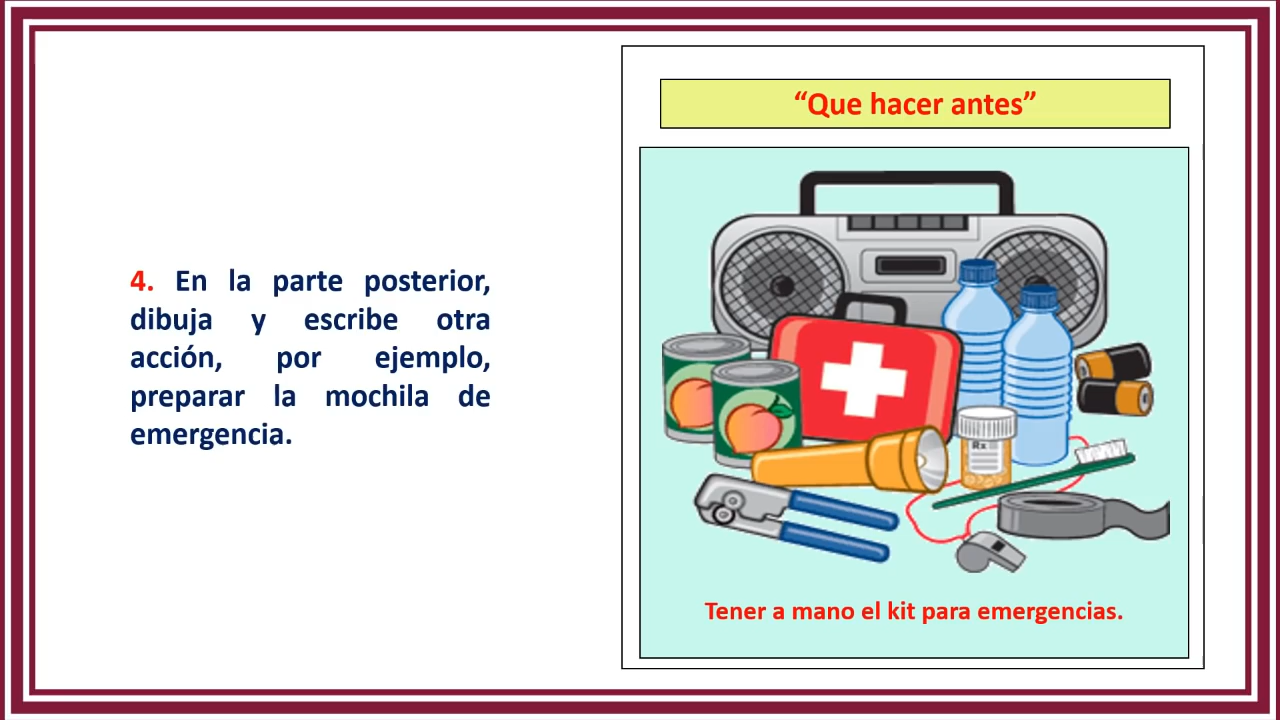 4. En la parte posterior,
dibuja y escribe otra
acción, por ejemplo,
preparar la mochila de
emergencia.
“Que hacer antes”
Rx
Tener a mano el kit para emergencias.